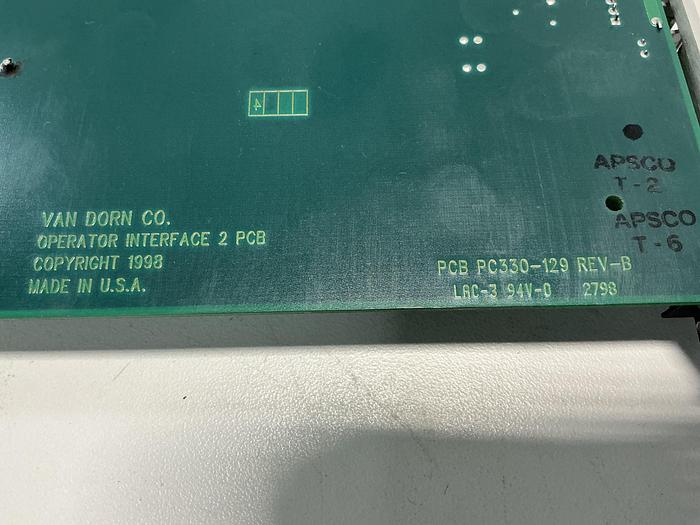 4
APSCO
T-2
APSCO
T-6
VAN DORN CO.
OPERATOR INTERFACE 2 PCB
COPYRIGHT 1998
MADE IN U.S.A.
PCB PC330-129 REV-B
LRC-3 94V-0 2798